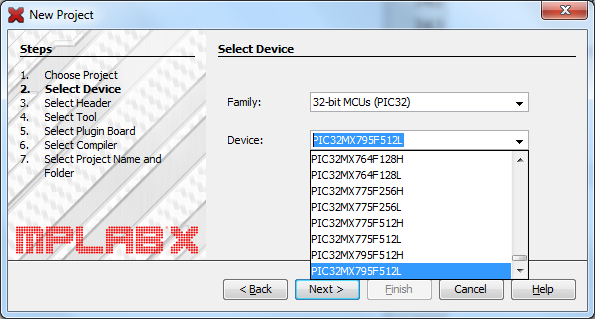 New Project
Steps
1. Choose Project
2. Select Device
3. Select Header
4. Select Tool
5. Select Plugin Board
6. Select Compiler
7. Select Project Name and
Folder
MPLAB X
Select Device
Family: 32-bit MCUs (PIC32)
Device: PIC32MX795F512L
PIC32MX764F128H
PIC32MX764F128L
PIC32MX775F256H
PIC32MX775F256L
PIC32MX775F512H
PIC32MX775F512L
PIC32MX795F512H
PIC32MX795F512L
< Back Next > Finish Cancel Help